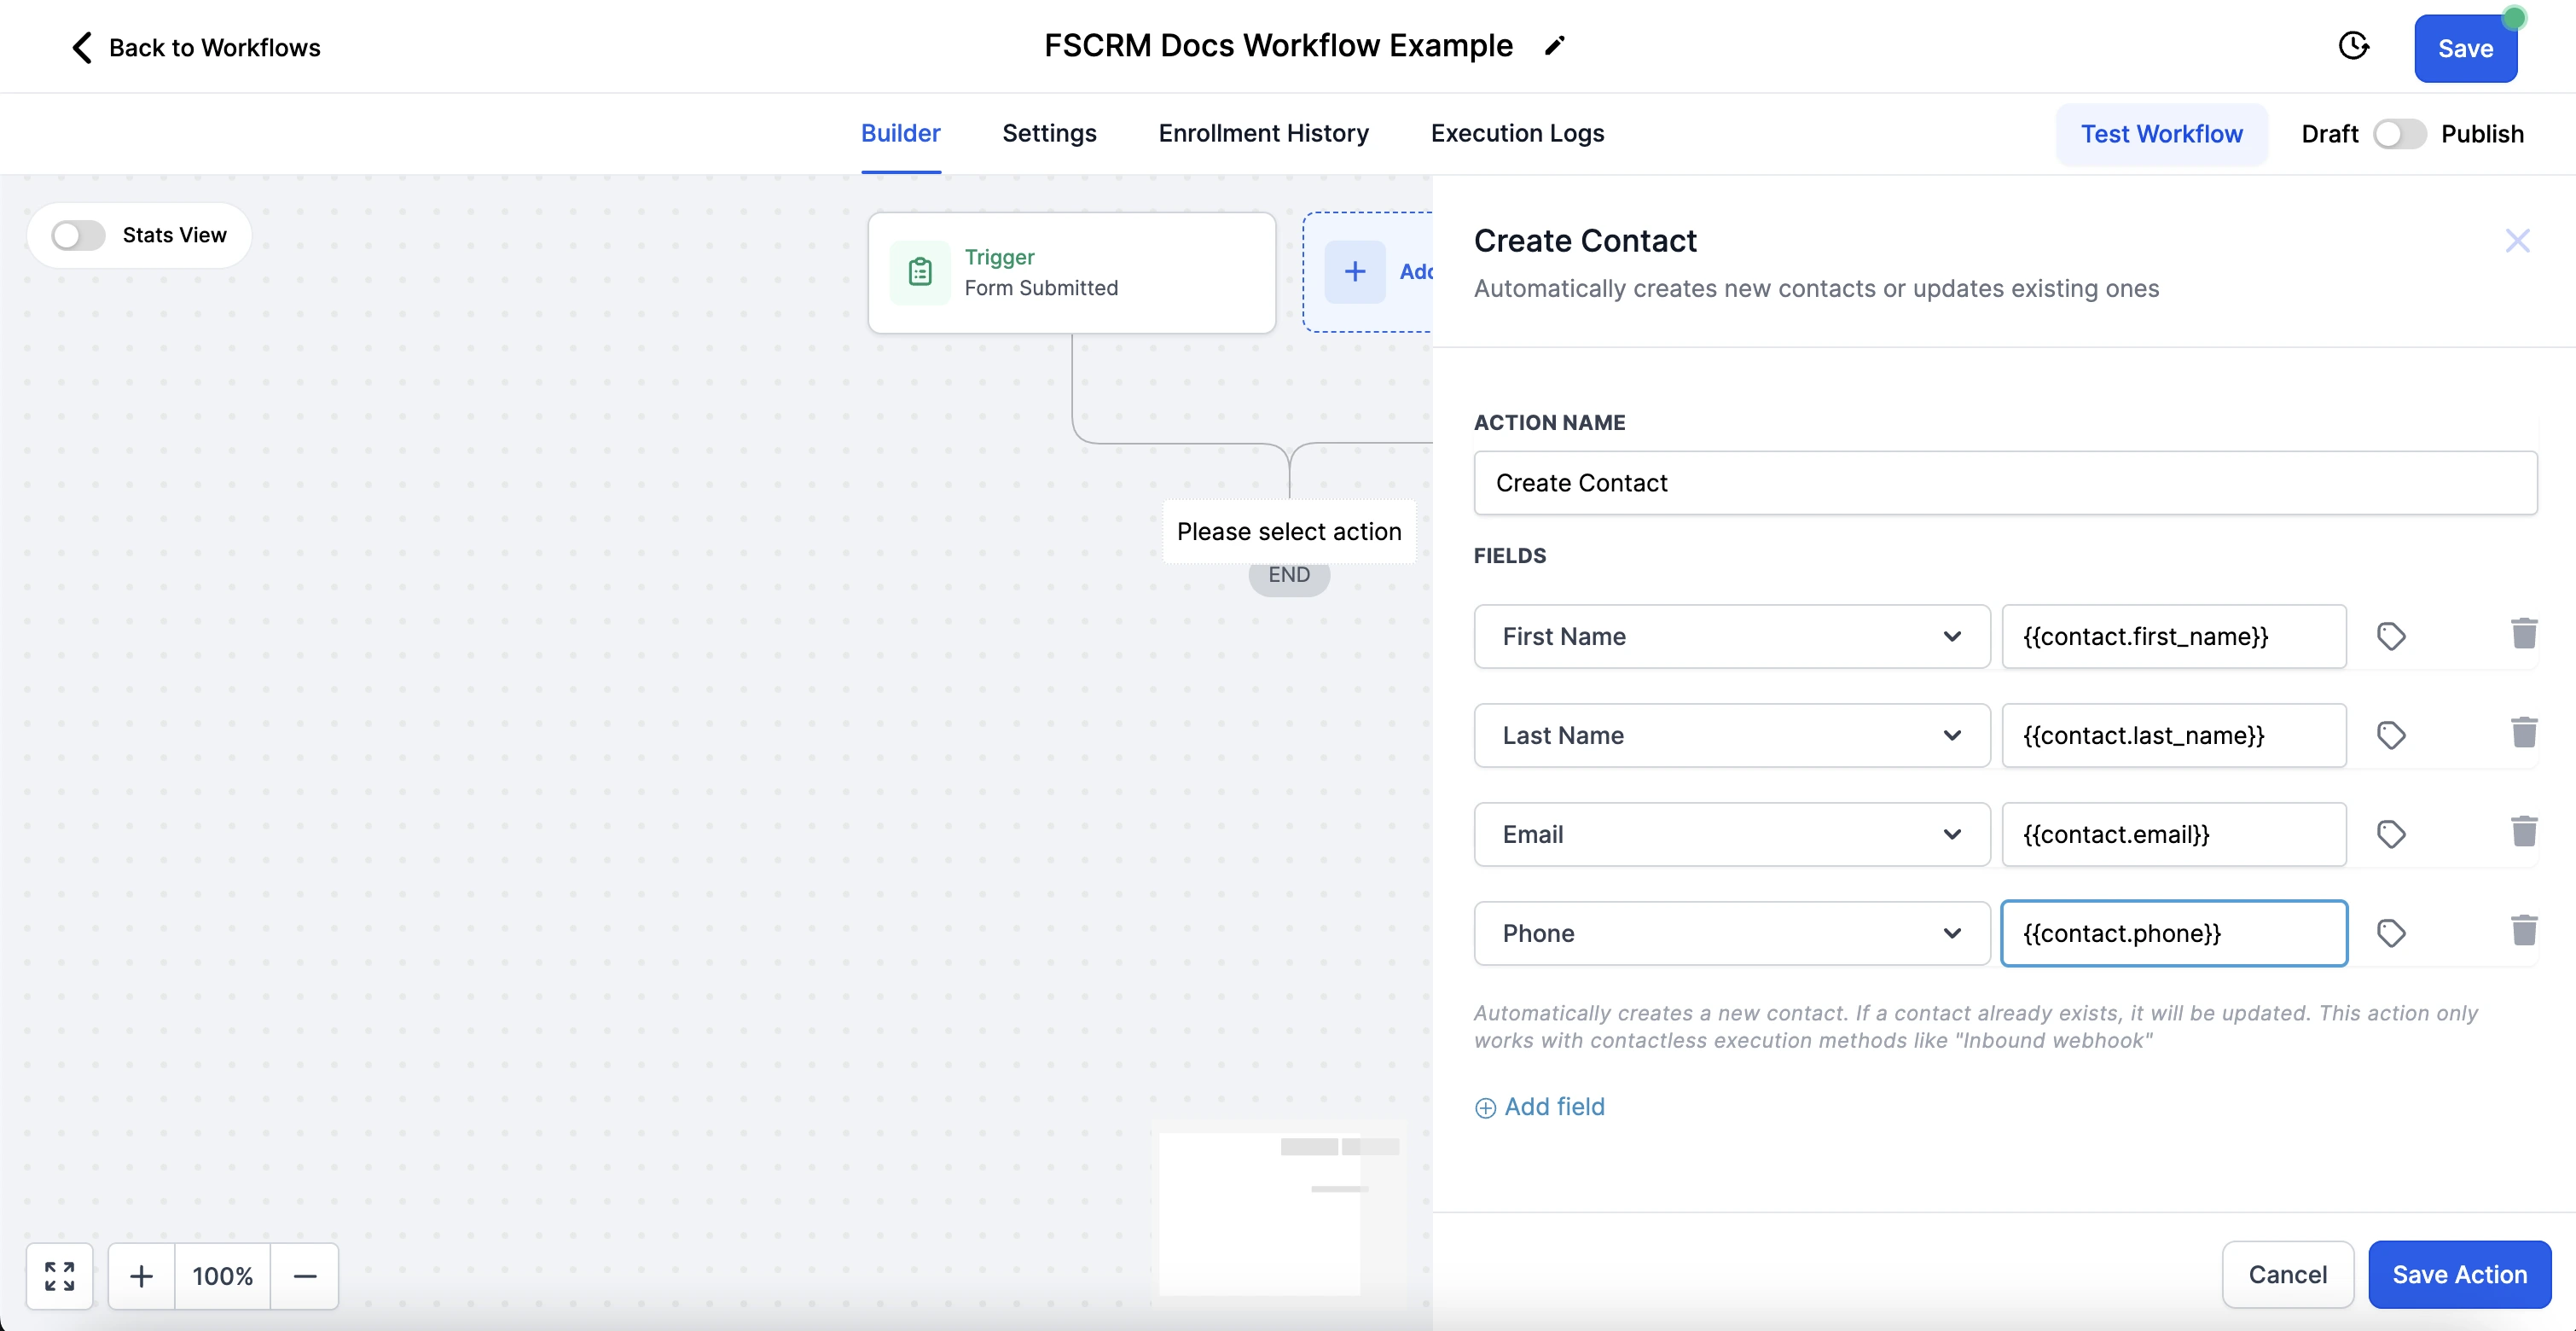 Back to Workflows
FSCRM Docs Workflow Example
Save
Builder
Settings
Enrollment History
Execution Logs
Test Workflow
Draft
Publish
Stats View
Trigger
Form Submitted
Add
Please select action
END
100%
Create Contact
Automatically creates new contacts or updates existing ones
ACTION NAME
Create Contact
FIELDS
First Name
{{contact.first_name}}
Last Name
{{contact.last_name}}
Email
{{contact.email}}
Phone
{{contact.phone}}
Automatically creates a new contact. If a contact already exists, it will be updated. This action only
works with contactless execution methods like "Inbound webhook"
Add field
Cancel
Save Action